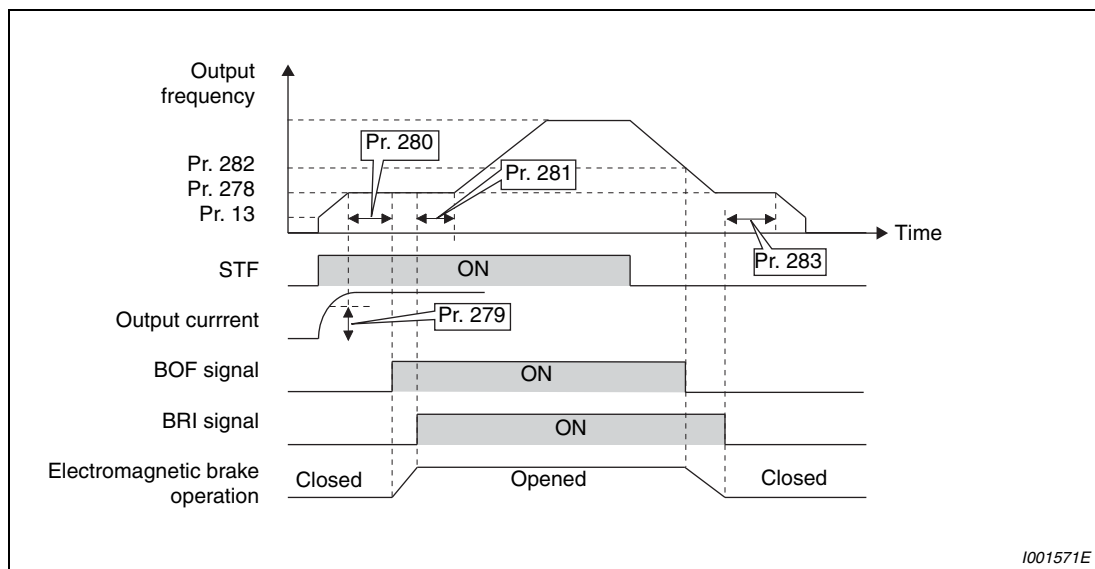 Output
frequency
Pr. 280
Pr. 282
Pr. 281
Pr. 278
Pr. 13
Time
Pr. 283
STF
ON
Output currrent
Pr. 279
BOF signal
ON
BRI signal
ON
Electromagnetic brake
operation
Closed
Opened
Closed
I001571E